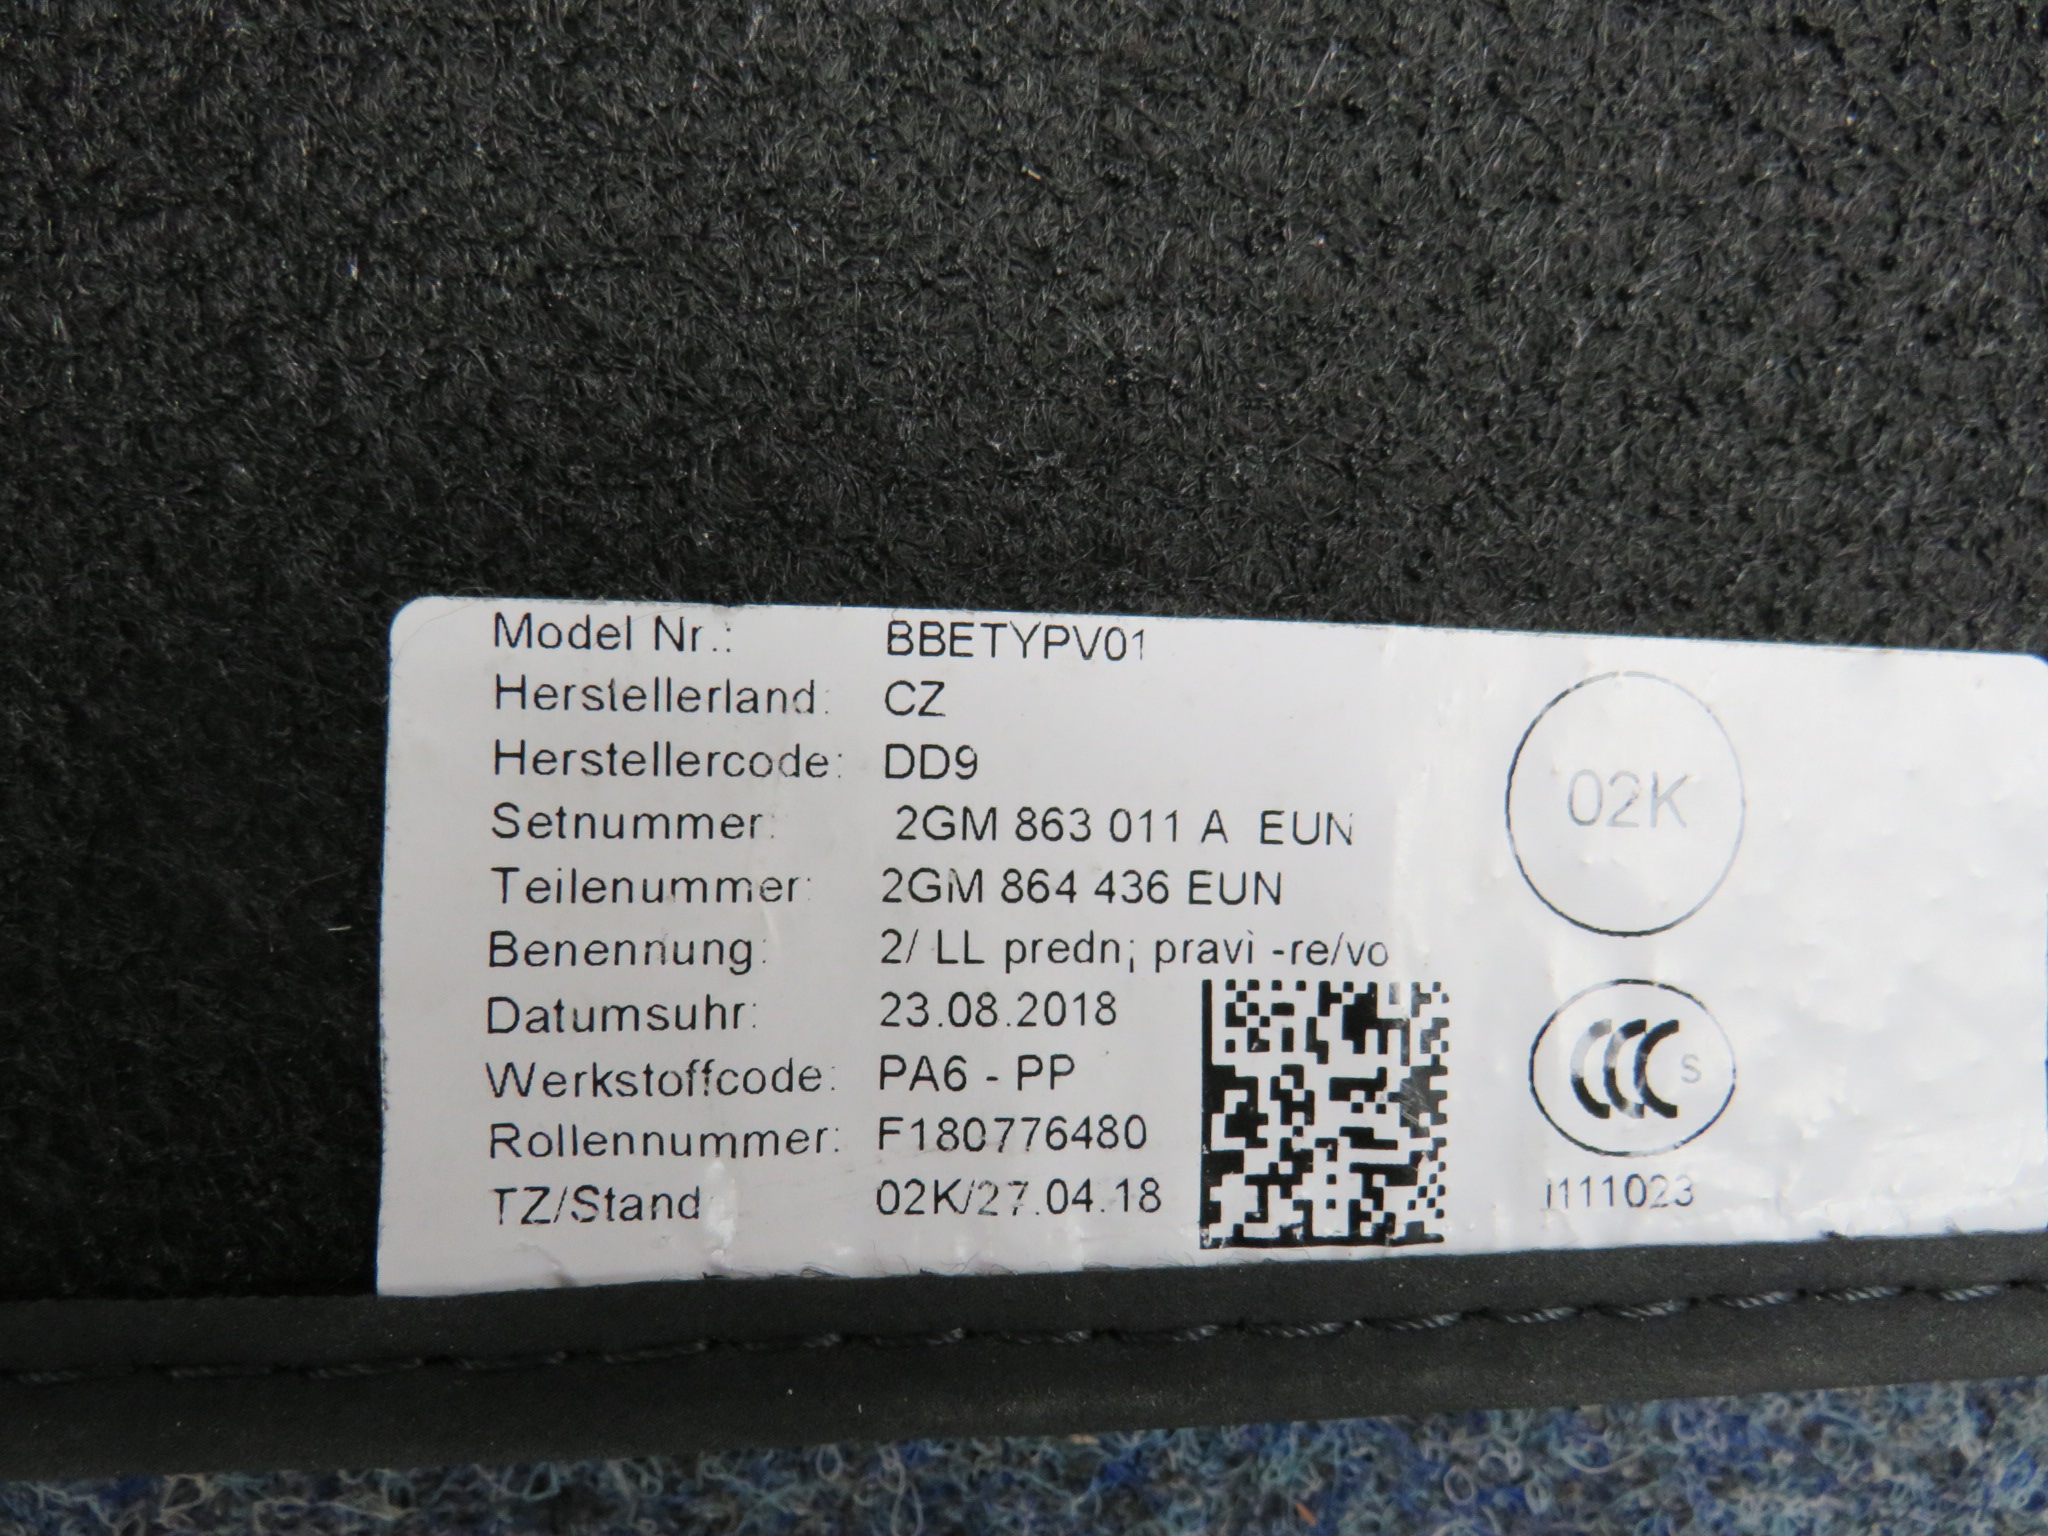 Model Nr.: BBETYPV01
Herstellerland: CZ
Herstellercode: DD9
Setnummer: 2GM 863 011 A EUN
Teilenummer: 2GM 864 436 EUN
Benennung: 2/ LL predn; pravi -re/vo
Datumsuhr: 23.08.2018
Werkstoffcode: PA6 - PP
Rollennummer: F180776480
TZ/Stand 02K/27.04.18
02K
CCC S